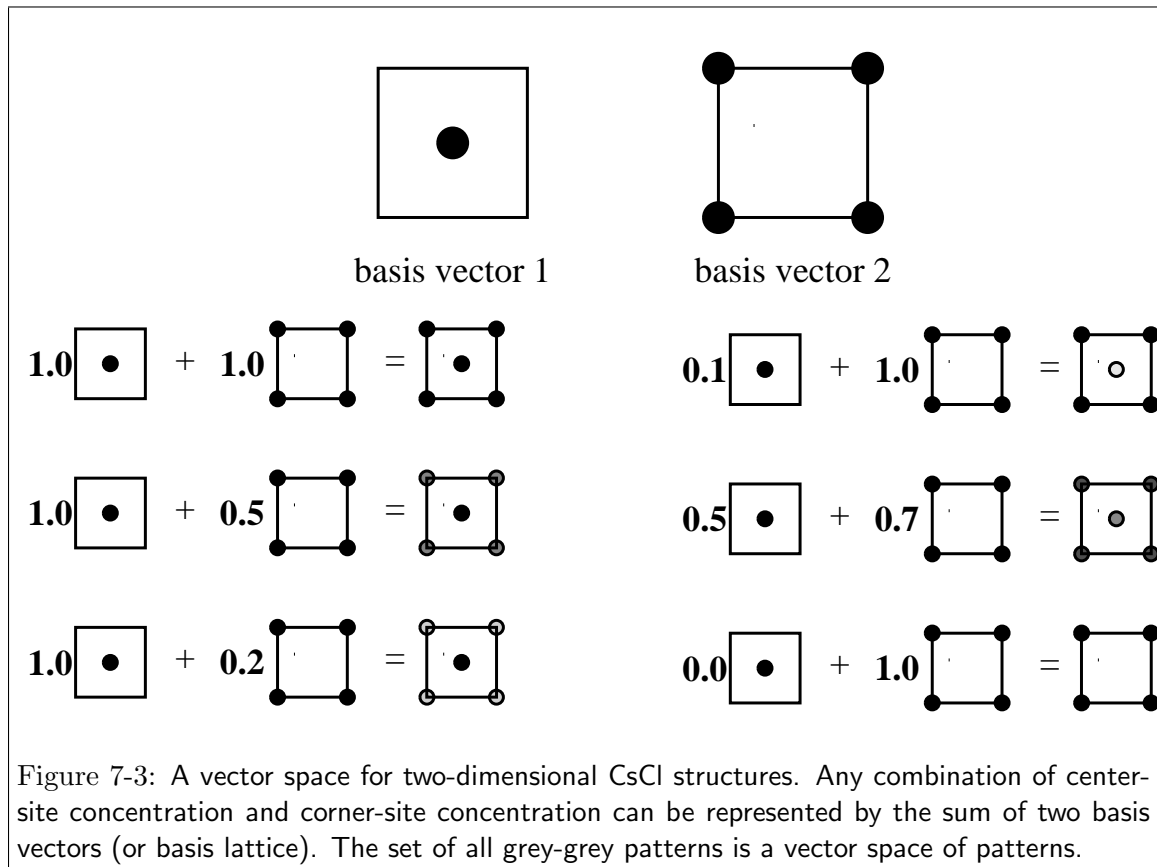 basis vector 1 basis vector 2
1.0 + 1.0 =
0.1 + 1.0 =
1.0 + 0.5 =
0.5 + 0.7 =
1.0 + 0.2 =
0.0 + 1.0 =
Figure 7-3: A vector space for two-dimensional CsCl structures. Any combination of center-
site concentration and corner-site concentration can be represented by the sum of two basis
vectors (or basis lattice). The set of all grey-grey patterns is a vector space of patterns.